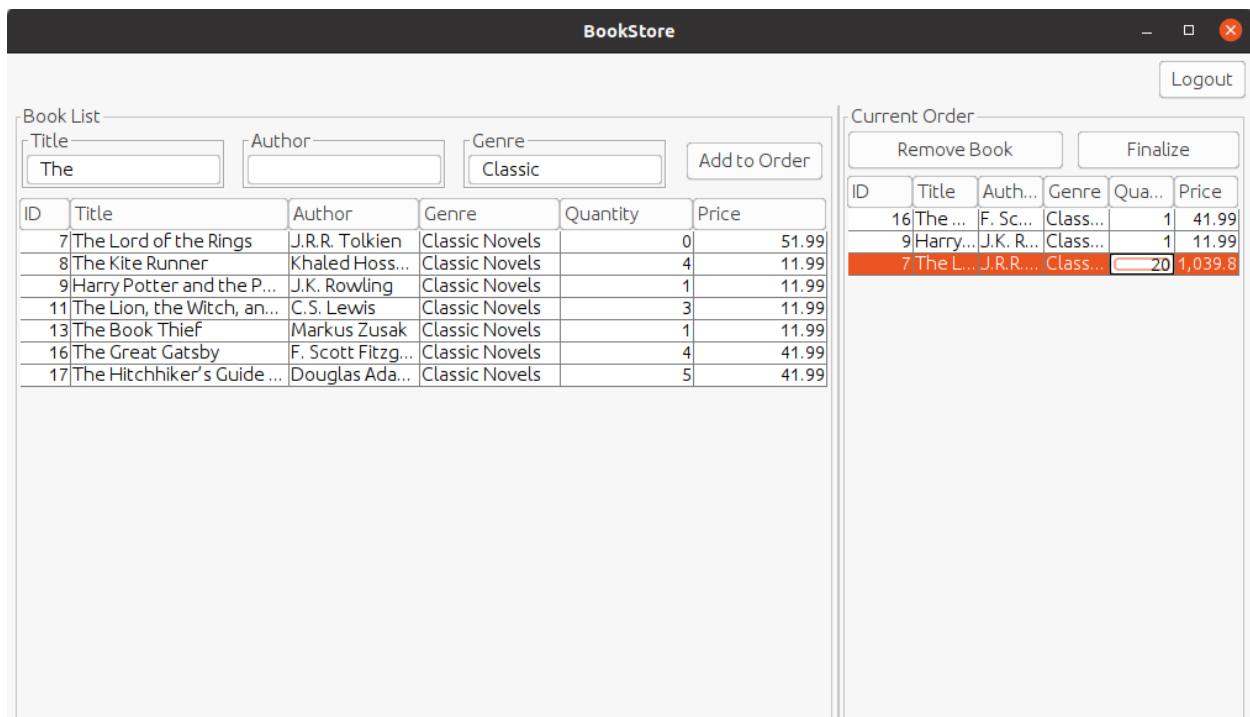 BookStore
Logout
Book List
Title Author Genre
The Classic Add to Order
ID Title Author Genre Quantity Price
7 The Lord of the Rings J.R.R. Tolkien Classic Novels 0 51.99
8 The Kite Runner Khaled Hoss... Classic Novels 4 11.99
9 Harry Potter and the P... J.K. Rowling Classic Novels 1 11.99
11 The Lion, the Witch, an... C.S. Lewis Classic Novels 3 11.99
13 The Book Thief Markus Zusak Classic Novels 1 11.99
16 The Great Gatsby F. Scott Fitzg... Classic Novels 4 41.99
17 The Hitchhiker's Guide ... Douglas Ada... Classic Novels 5 41.99
Current Order
Remove Book Finalize
ID Title Auth... Genre Qua... Price
16 The ... F. Sc... Class... 1 41.99
9 Harry... J.K. R... Class... 1 11.99
7 The L... J.R.R.... Class... 20 1,039.8